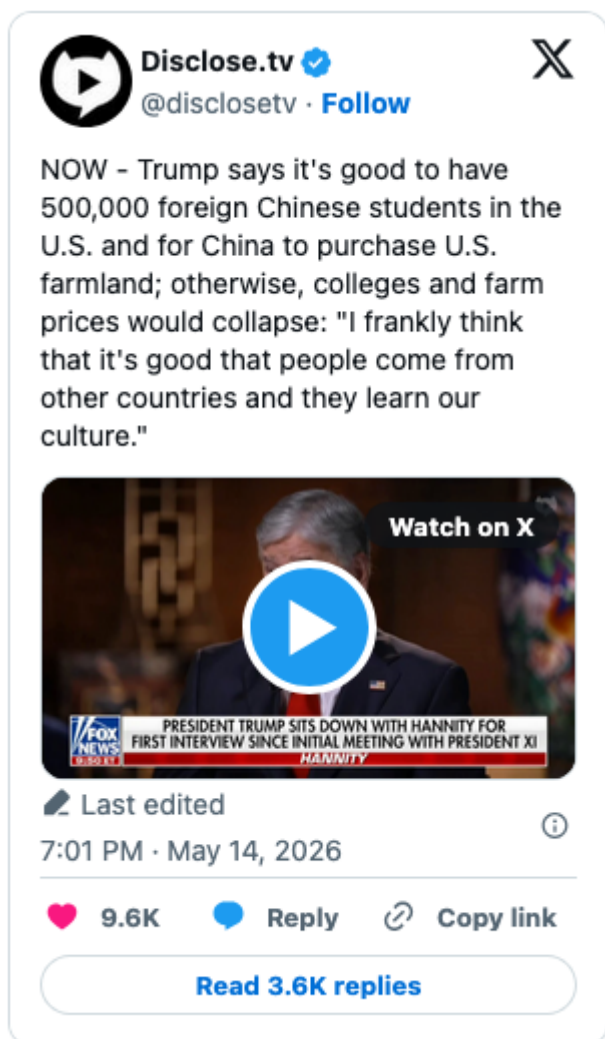 Disclose.tv
@disclosetv · Follow
NOW - Trump says it's good to have
500,000 foreign Chinese students in the
U.S. and for China to purchase U.S.
farmland; otherwise, colleges and farm
prices would collapse: "I frankly think
that it's good that people come from
other countries and they learn our
culture."
Watch on X
FOX
NEWS
9:50 ET
PRESIDENT TRUMP SITS DOWN WITH HANNITY FOR
FIRST INTERVIEW SINCE INITIAL MEETING WITH PRESIDENT XI
HANNITY
Last edited
7:01 PM · May 14, 2026
9.6K Reply Copy link
Read 3.6K replies